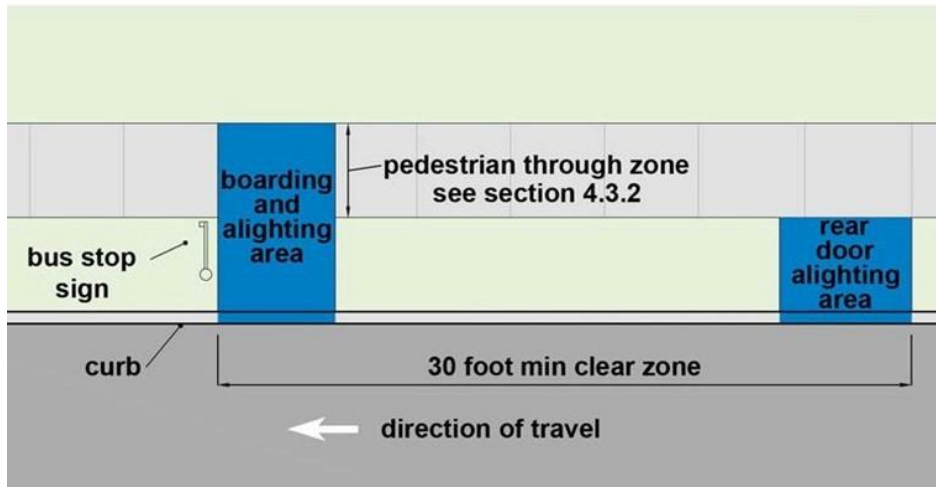 boarding
and
alighting
area
pedestrian through zone
see section 4.3.2
bus stop
sign
rear
door
alighting
area
curb
30 foot min clear zone
direction of travel